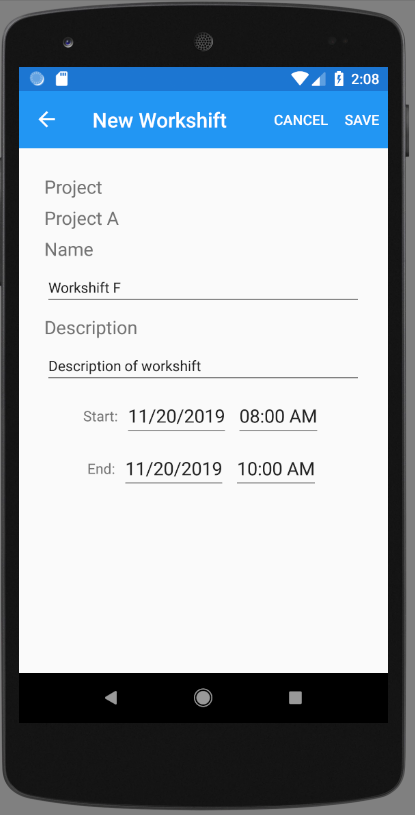 2:08
New Workshift CANCEL SAVE
Project
Project A
Name
Workshift F
Description
Description of workshift
Start: 11/20/2019 08:00 AM
End: 11/20/2019 10:00 AM